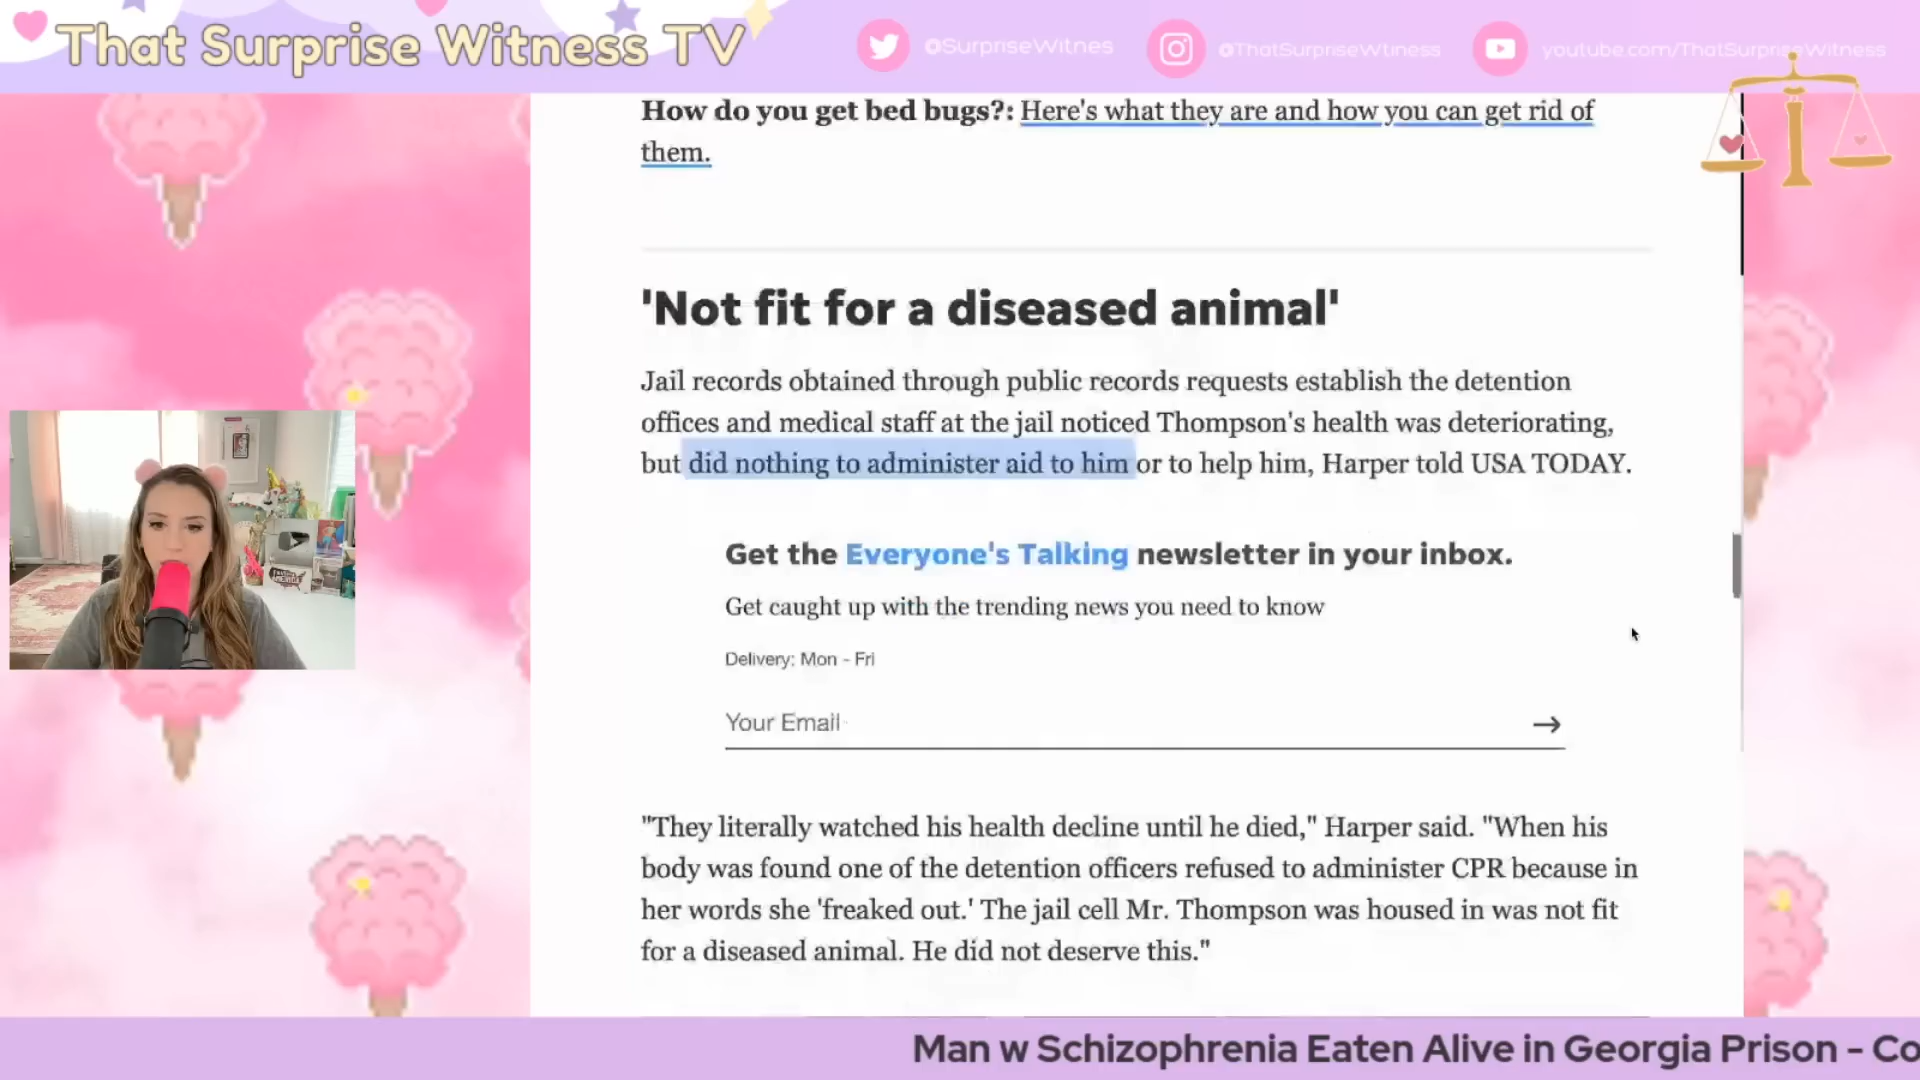 That Surprise Witness TV
@SurpriseWitnes
@ThatSurpriseWtiness
youtube.com/ThatSurpriseWitness
How do you get bed bugs?: Here's what they are and how you can get rid of
them.
'Not fit for a diseased animal'
Jail records obtained through public records requests establish the detention
offices and medical staff at the jail noticed Thompson's health was deteriorating,
but did nothing to administer aid to him or to help him, Harper told USA TODAY.
Get the Everyone's Talking newsletter in your inbox.
Get caught up with the trending news you need to know
Delivery: Mon - Fri
Your Email
"They literally watched his health decline until he died," Harper said. "When his
body was found one of the detention officers refused to administer CPR because in
her words she 'freaked out.' The jail cell Mr. Thompson was housed in was not fit
for a diseased animal. He did not deserve this."
Man w Schizophrenia Eaten Alive in Georgia Prison - Co